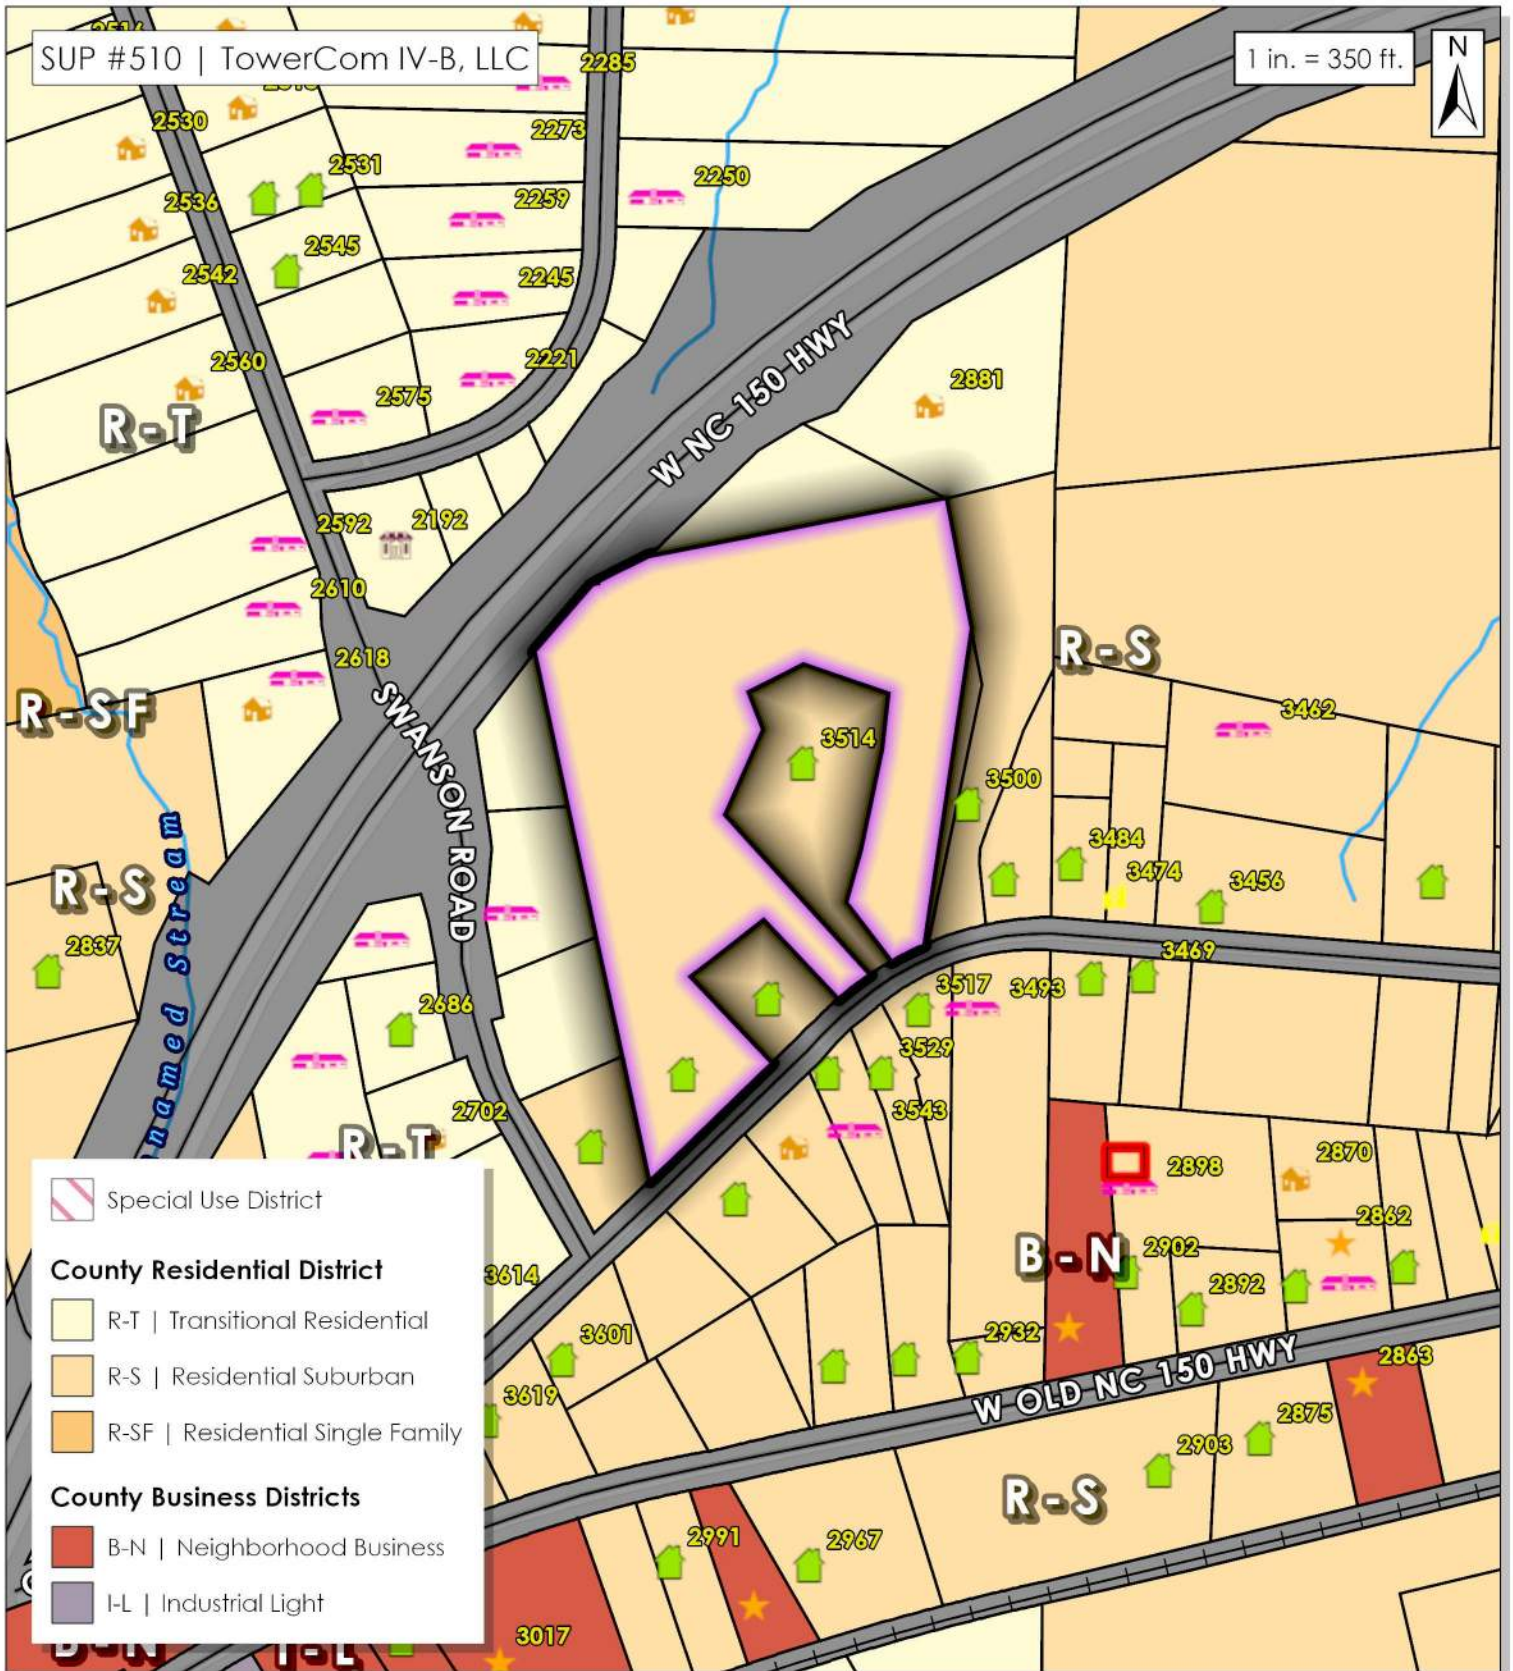 2516
SUP #510 | TowerCom IV-B, LLC
1 in. = 350 ft.
N
2285
2530
2273
2531
2250
2536
2259
2545
2542
2245
W NC 150 HWY
2560
2221
2575
2881
R-T
2592
2192
2610
R-S
2618
R-SF
3462
SWANSON ROAD
3514
3500
3484
3474
3456
R-S
2837
3469
3517
3493
2686
3529
2702
3543
R-T
2898
2870
2862
B-N
2902
2892
3614
3601
2932
W OLD NC 150 HWY
2863
3619
2875
2903
R-S
2991
2967
3017
B-N
I-L
Special Use District
County Residential District
R-T | Transitional Residential
R-S | Residential Suburban
R-SF | Residential Single Family
County Business Districts
B-N | Neighborhood Business
I-L | Industrial Light